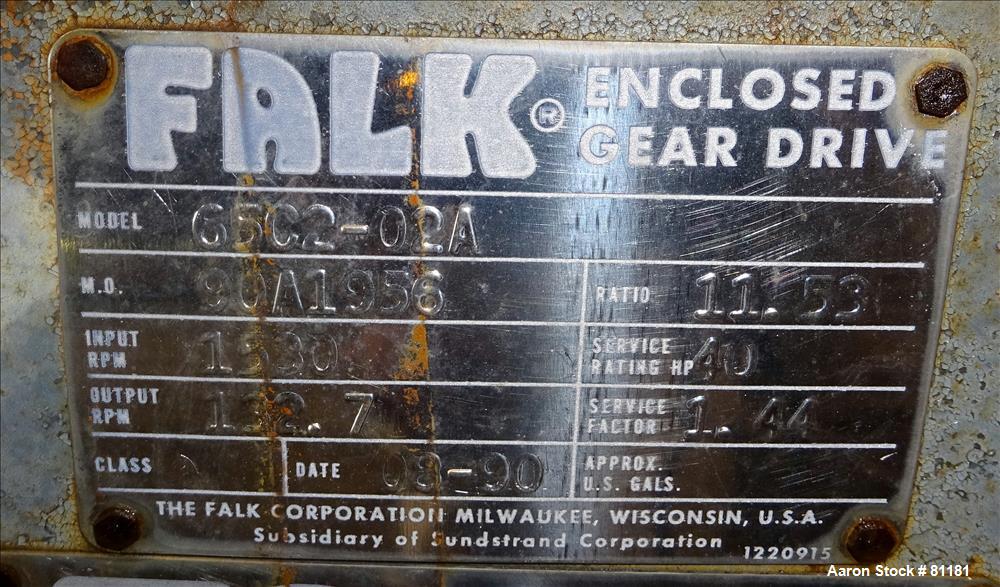 FALK® ENCLOSED GEAR DRIVE
MODEL 65C2-02A
M.O. 90A1956
RATIO 11.53
INPUT RPM 1530
SERVICE RATING HP 40
OUTPUT RPM 132.7
SERVICE FACTOR 1.44
CLASS
DATE 08-90
APPROX. U.S. GALS.
THE FALK CORPORATION MILWAUKEE, WISCONSIN, U.S.A.
Subsidiary of Sundstrand Corporation
1220915
Aaron Stock # 81181